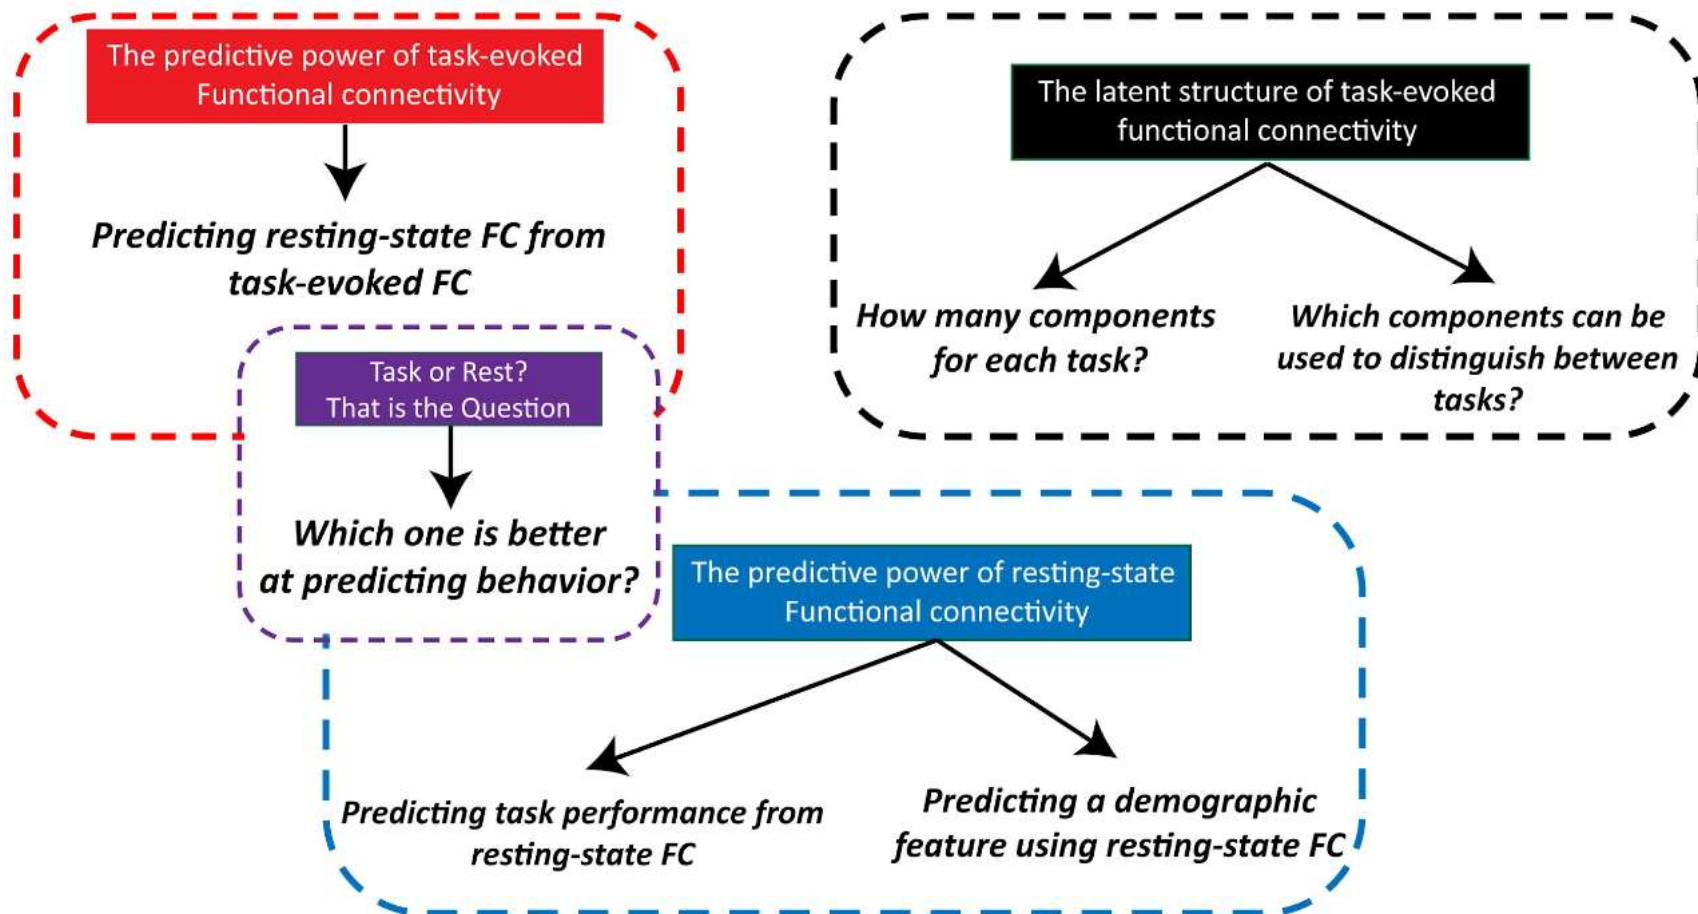 The predictive power of task-evoked
Functional connectivity
Predicting resting-state FC from
task-evoked FC
Task or Rest?
That is the Question
Which one is better
at predicting behavior?
The latent structure of task-evoked
functional connectivity
How many components
for each task?
Which components can be
used to distinguish between
tasks?
The predictive power of resting-state
Functional connectivity
Predicting task performance from
resting-state FC
Predicting a demographic
feature using resting-state FC